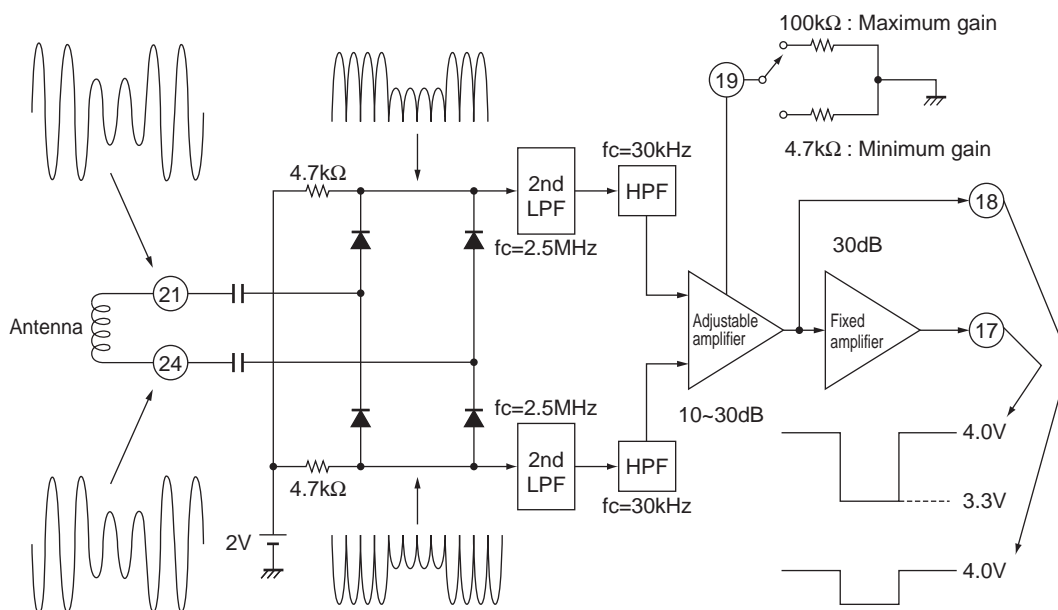 100kΩ : Maximum gain
19
4.7kΩ : Minimum gain
4.7kΩ
2nd
LPF
fc=2.5MHz
fc=30kHz
HPF
18
30dB
21
Antenna
24
Adjustable
amplifier
10~30dB
Fixed
amplifier
17
fc=2.5MHz
2nd
LPF
HPF
fc=30kHz
4.7kΩ
2V
4.0V
3.3V
4.0V